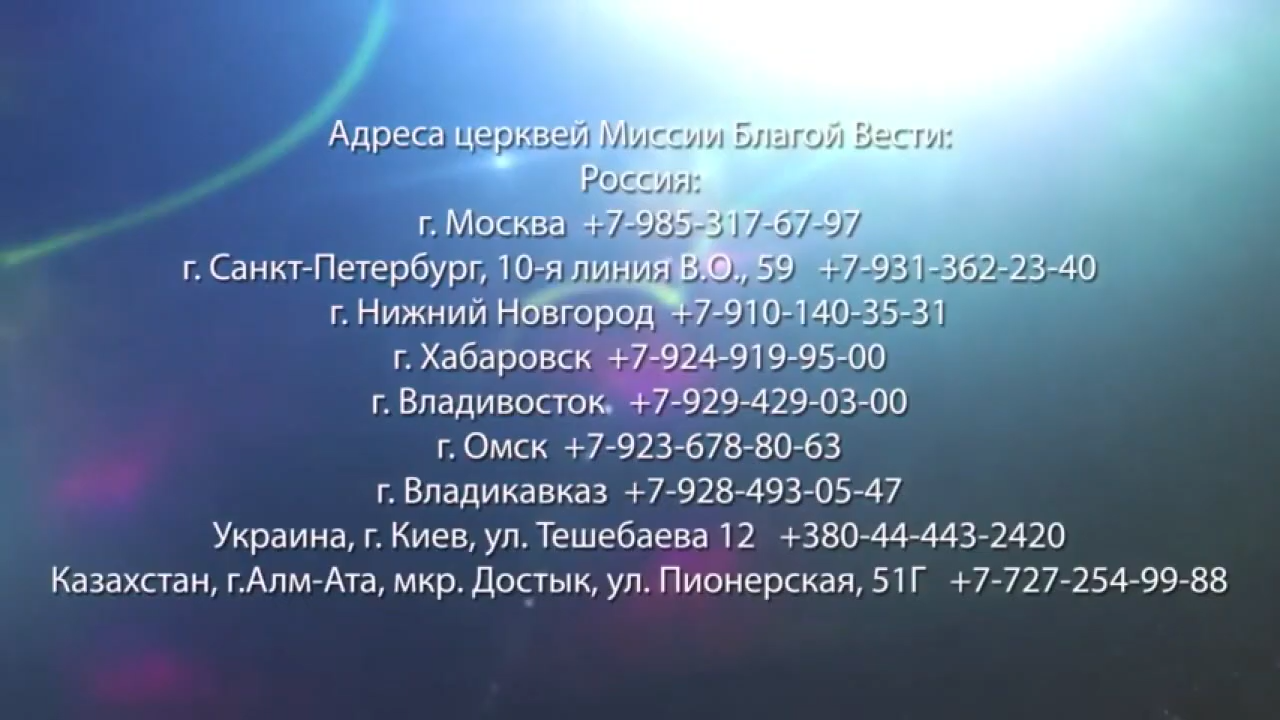 Адреса церквей Миссии Благой Вести:
Россия:
г. Москва +7-985-317-67-97
г. Санкт-Петербург, 10-я линия В.О., 59 +7-931-362-23-40
г. Нижний Новгород +7-910-140-35-31
г. Хабаровск +7-924-919-95-00
г. Владивосток +7-929-429-03-00
г. Омск +7-923-678-80-63
г. Владикавказ +7-928-493-05-47
Украина, г. Киев, ул. Тешебаева 12 +380-44-443-2420
Казахстан, г.Алм-Ата, мкр. Достык, ул. Пионерская, 51Г +7-727-254-99-88